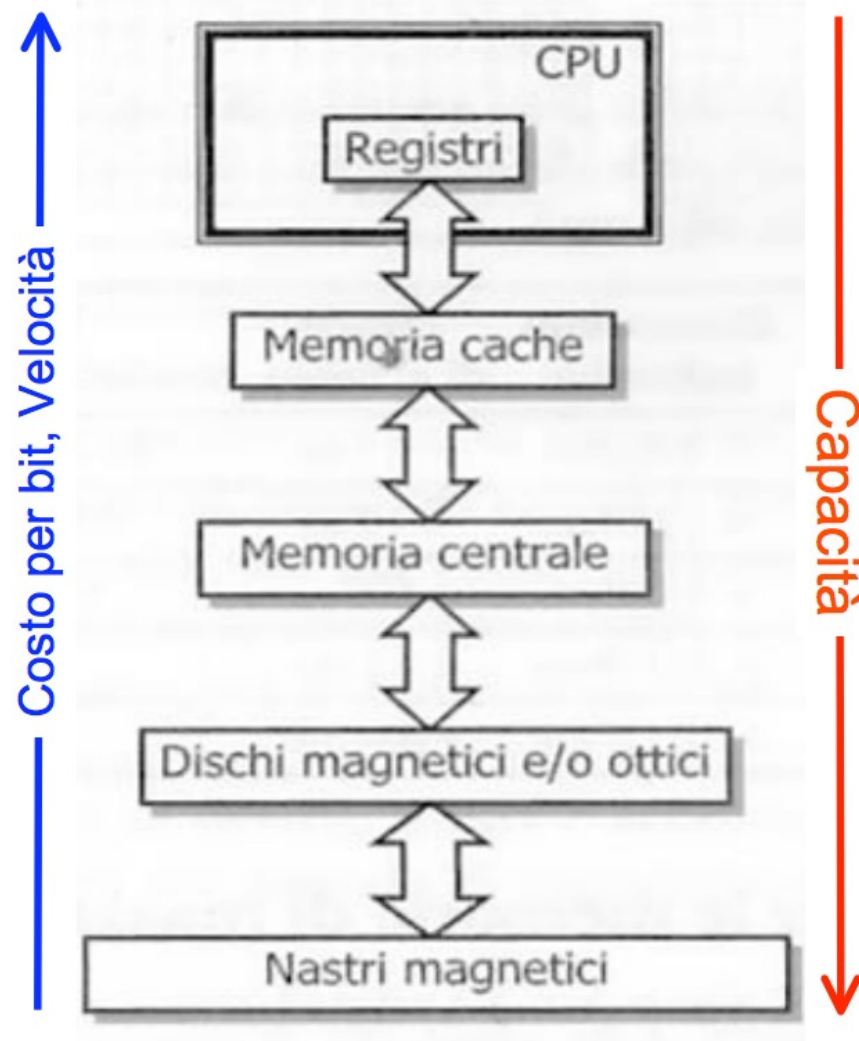 CPU
Registri
Memoria cache
Memoria centrale
Dischi magnetici e/o ottici
Nastri magnetici
Costo per bit, Velocità
Capacità